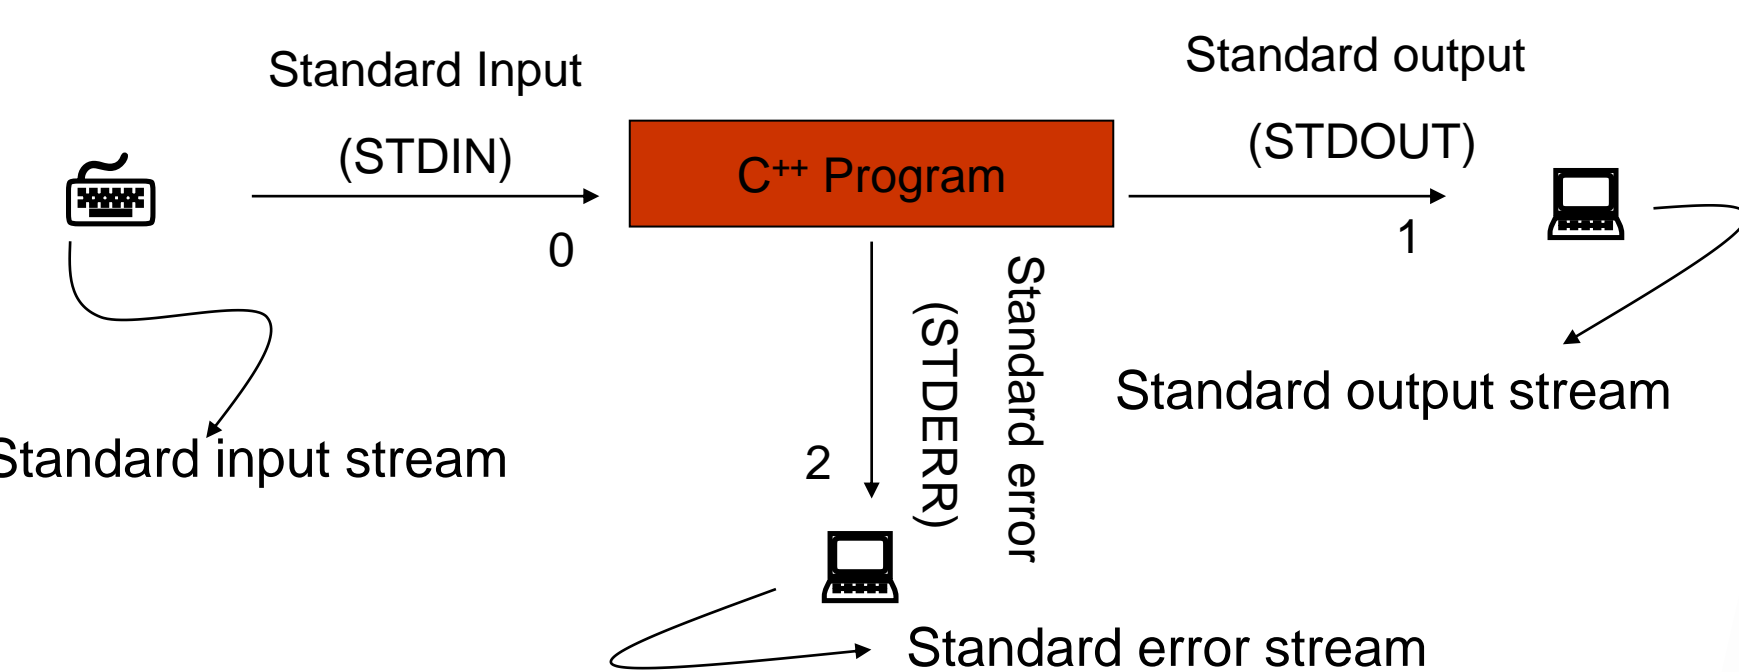 Standard Input
(STDIN)
0
C++ Program
Standard output
(STDOUT)
1
Standard error
(STDERR)
2
Standard input stream
Standard output stream
Standard error stream